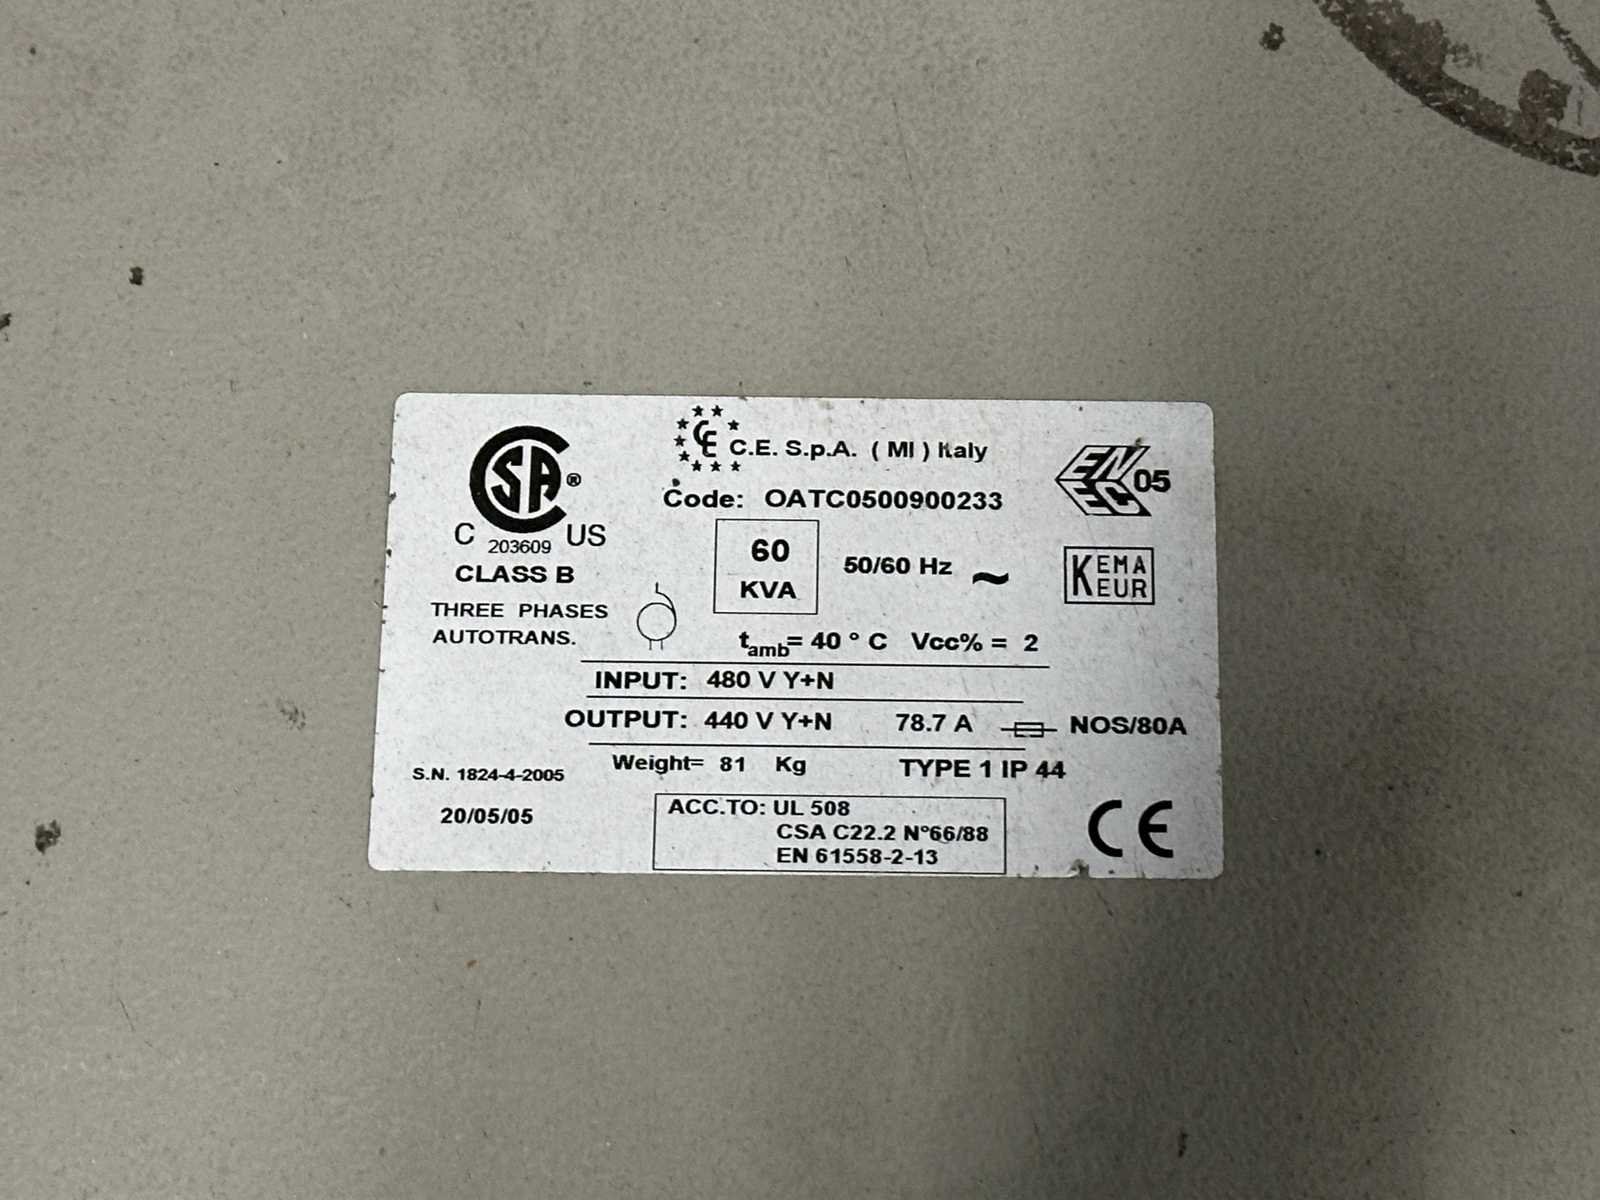 CE C.E. S.p.A. ( MI ) Italy
SA ®
C 203609 US
ENEC 05
Code: OATC0500900233
60
KVA
50/60 Hz ~
KEMA
KEUR
CLASS B
THREE PHASES
AUTOTRANS.
tamb= 40 ° C Vcc% = 2
INPUT: 480 V Y+N
OUTPUT: 440 V Y+N 78.7 A NOS/80A
Weight= 81 Kg TYPE 1 IP 44
S.N. 1824-4-2005
20/05/05
ACC.TO: UL 508
CSA C22.2 N°66/88
EN 61558-2-13
CE